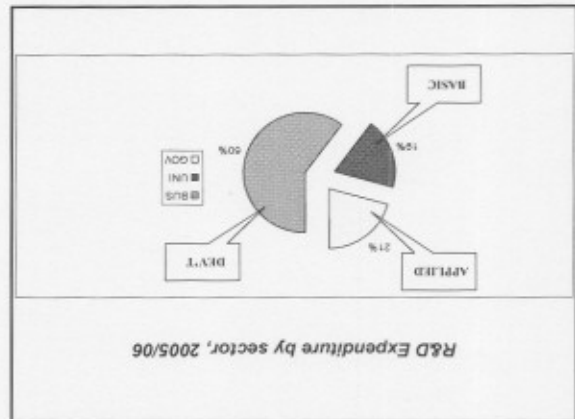 R&D Expenditure by sector, 2005/06
APPLIED
21%
DEV'T
BUS
UNI
GOV
19%
60%
BASIC